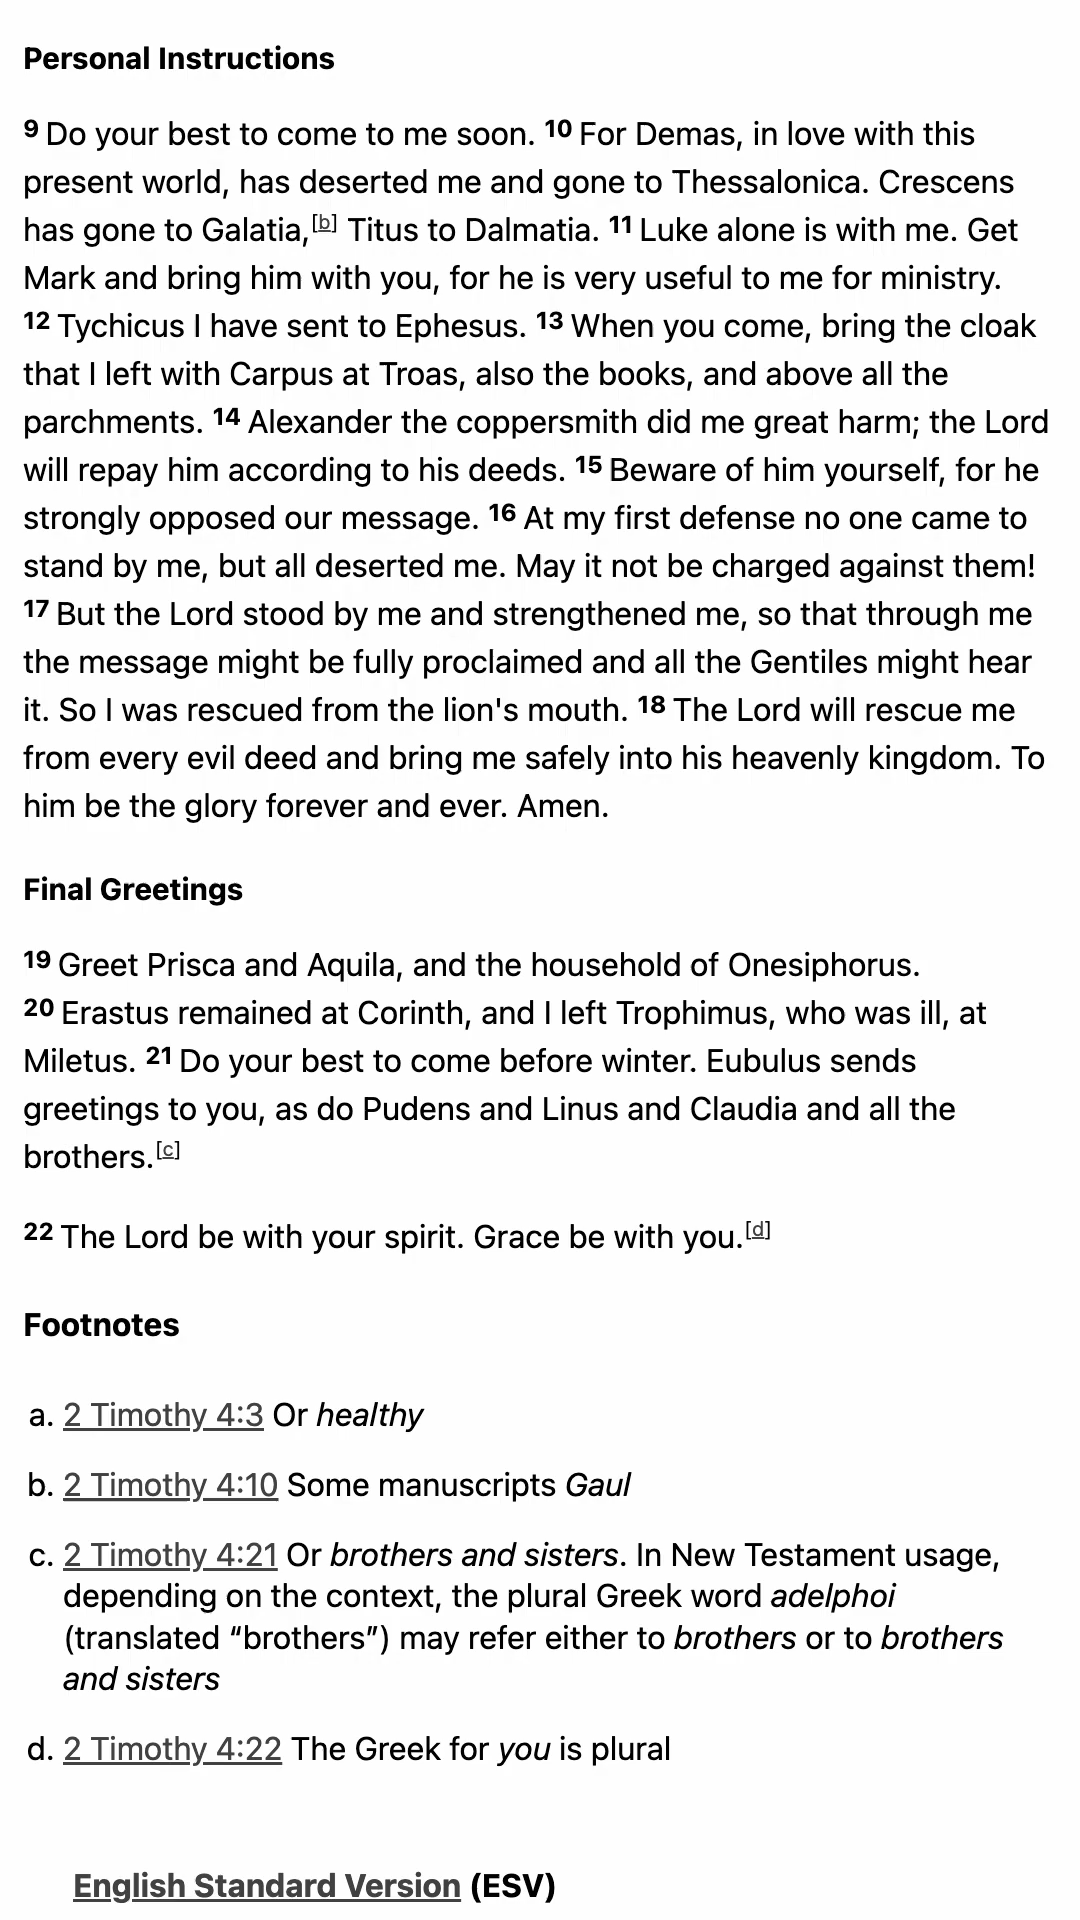 Personal Instructions
9 Do your best to come to me soon. 10 For Demas, in love with this
present world, has deserted me and gone to Thessalonica. Crescens
has gone to Galatia,[b] Titus to Dalmatia. 11 Luke alone is with me. Get
Mark and bring him with you, for he is very useful to me for ministry.
12 Tychicus I have sent to Ephesus. 13 When you come, bring the cloak
that I left with Carpus at Troas, also the books, and above all the
parchments. 14 Alexander the coppersmith did me great harm; the Lord
will repay him according to his deeds. 15 Beware of him yourself, for he
strongly opposed our message. 16 At my first defense no one came to
stand by me, but all deserted me. May it not be charged against them!
17 But the Lord stood by me and strengthened me, so that through me
the message might be fully proclaimed and all the Gentiles might hear
it. So I was rescued from the lion's mouth. 18 The Lord will rescue me
from every evil deed and bring me safely into his heavenly kingdom. To
him be the glory forever and ever. Amen.
Final Greetings
19 Greet Prisca and Aquila, and the household of Onesiphorus.
20 Erastus remained at Corinth, and I left Trophimus, who was ill, at
Miletus. 21 Do your best to come before winter. Eubulus sends
greetings to you, as do Pudens and Linus and Claudia and all the
brothers.[c]
22 The Lord be with your spirit. Grace be with you.[d]
Footnotes
a. 2 Timothy 4:3 Or healthy
b. 2 Timothy 4:10 Some manuscripts Gaul
c. 2 Timothy 4:21 Or brothers and sisters. In New Testament usage,
depending on the context, the plural Greek word adelphoi
(translated “brothers”) may refer either to brothers or to brothers
and sisters
d. 2 Timothy 4:22 The Greek for you is plural
English Standard Version (ESV)